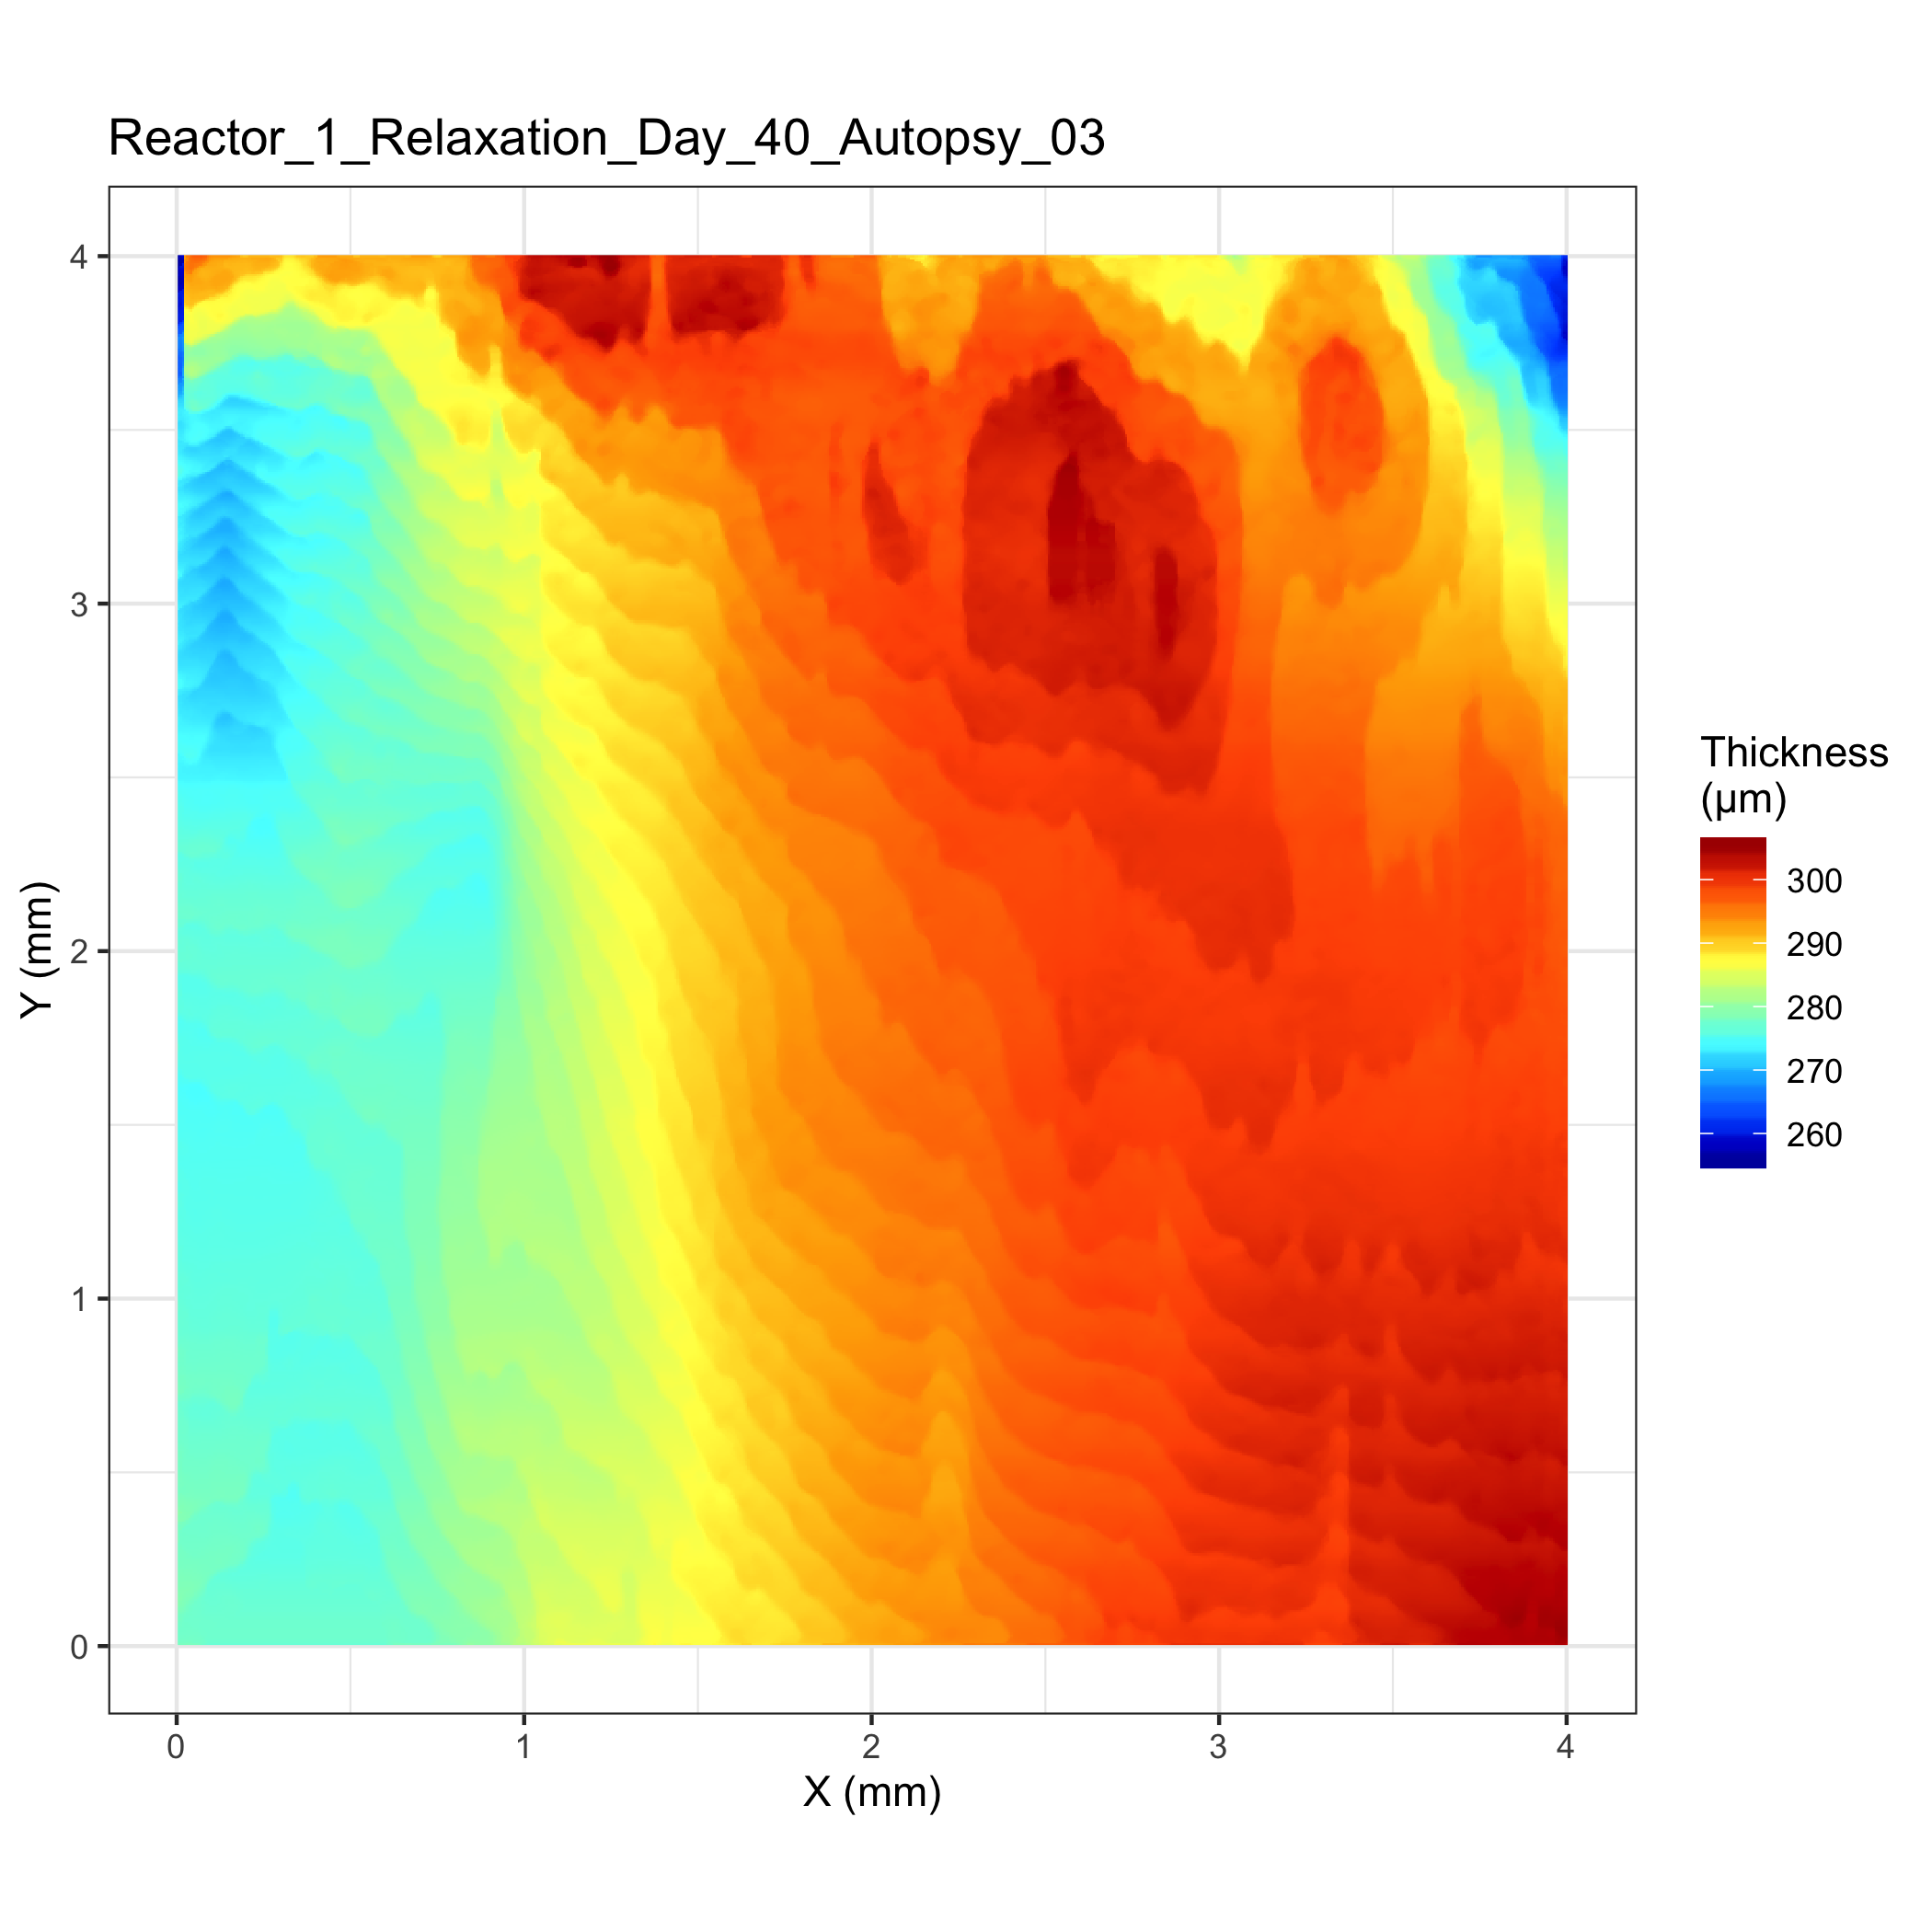 Reactor_1_Relaxation_Day_40_Autopsy_03
4
3
2
1
0
Y (mm)
0 1 2 3 4
X (mm)
Thickness
(μm)
300
290
280
270
260